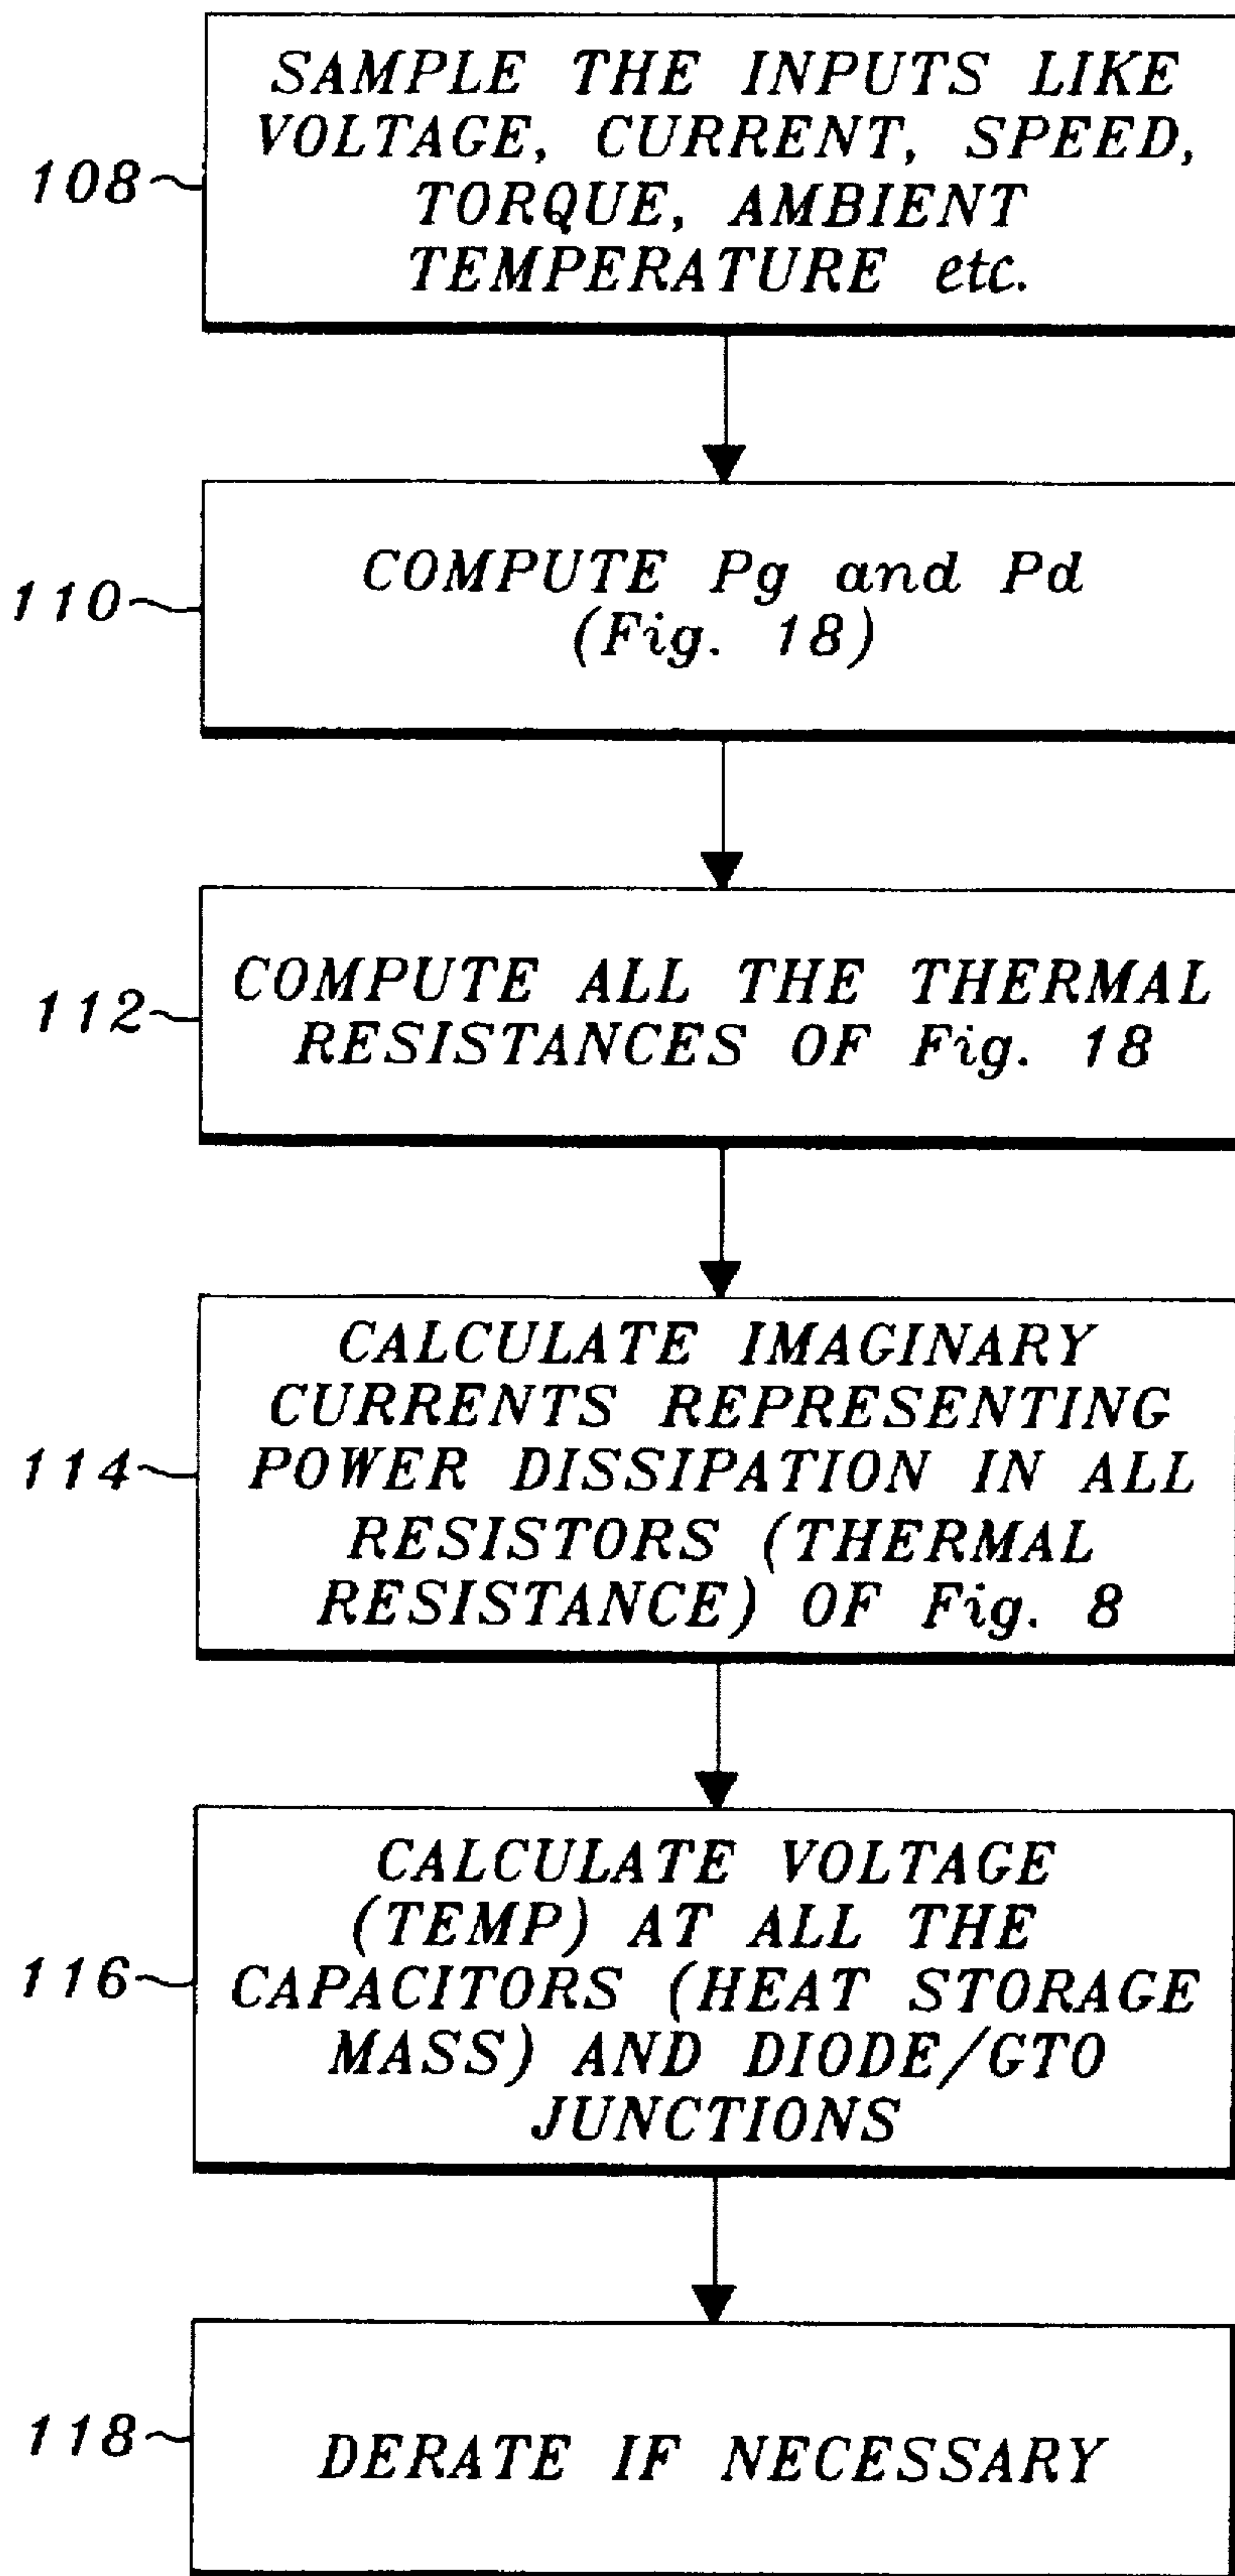 SAMPLE THE INPUTS LIKE
VOLTAGE, CURRENT, SPEED,
108
TORQUE, AMBIENT
TEMPERATURE etc.
COMPUTE Pg and Pd
110
(Fig. 18)
COMPUTE ALL THE THERMAL
112
RESISTANCES OF Fig. 18
CALCULATE IMAGINARY
CURRENTS REPRESENTING
114
POWER DISSIPATION IN ALL
RESISTORS (THERMAL
RESISTANCE) OF Fig. 8
CALCULATE VOLTAGE
(TEMP) AT ALL THE
116
CAPACITORS (HEAT STORAGE
MASS) AND DIODE/GTO
JUNCTIONS
118
DERATE IF NECESSARY